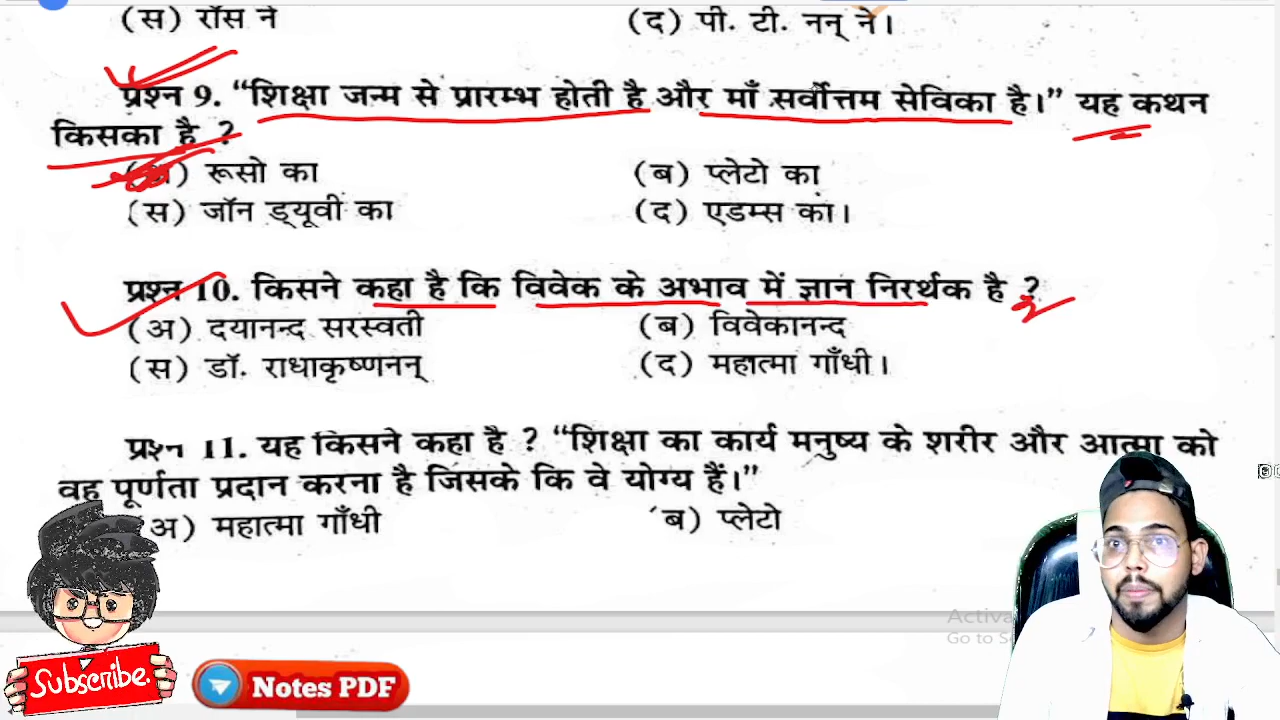 (स) रॉस ने (द) पी. टी. नन् ने।
प्रश्न 9. “शिक्षा जन्म से प्रारम्भ होती है और माँ सर्वोत्तम सेविका है।” यह कथन
किसका है ?
(अ) रूसो का (ब) प्लेटो का
(स) जॉन ड्यूवी का (द) एडम्स का।
प्रश्न 10. किसने कहा है कि विवेक के अभाव में ज्ञान निरर्थक है ?
(अ) दयानन्द सरस्वती (ब) विवेकानन्द
(स) डॉ. राधाकृष्णनन् (द) महात्मा गाँधी।
प्रश्न 11. यह किसने कहा है ? “शिक्षा का कार्य मनुष्य के शरीर और आत्मा को
वह पूर्णता प्रदान करना है जिसके कि वे योग्य हैं।”
(अ) महात्मा गाँधी (ब) प्लेटो
Go to S
Subscribe.
Notes PDF